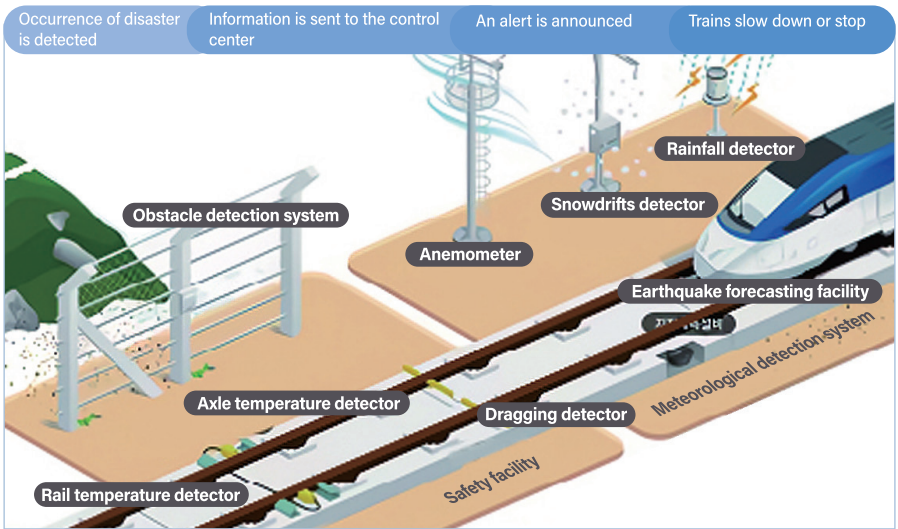 Occurrence of disaster
is detected
Information is sent to the control
center
An alert is announced
Trains slow down or stop
Rainfall detector
Snowdrifts detector
Obstacle detection system
Anemometer
Earthquake forecasting facility
Meteorological detection system
Axle temperature detector
Dragging detector
Safety facility
Rail temperature detector